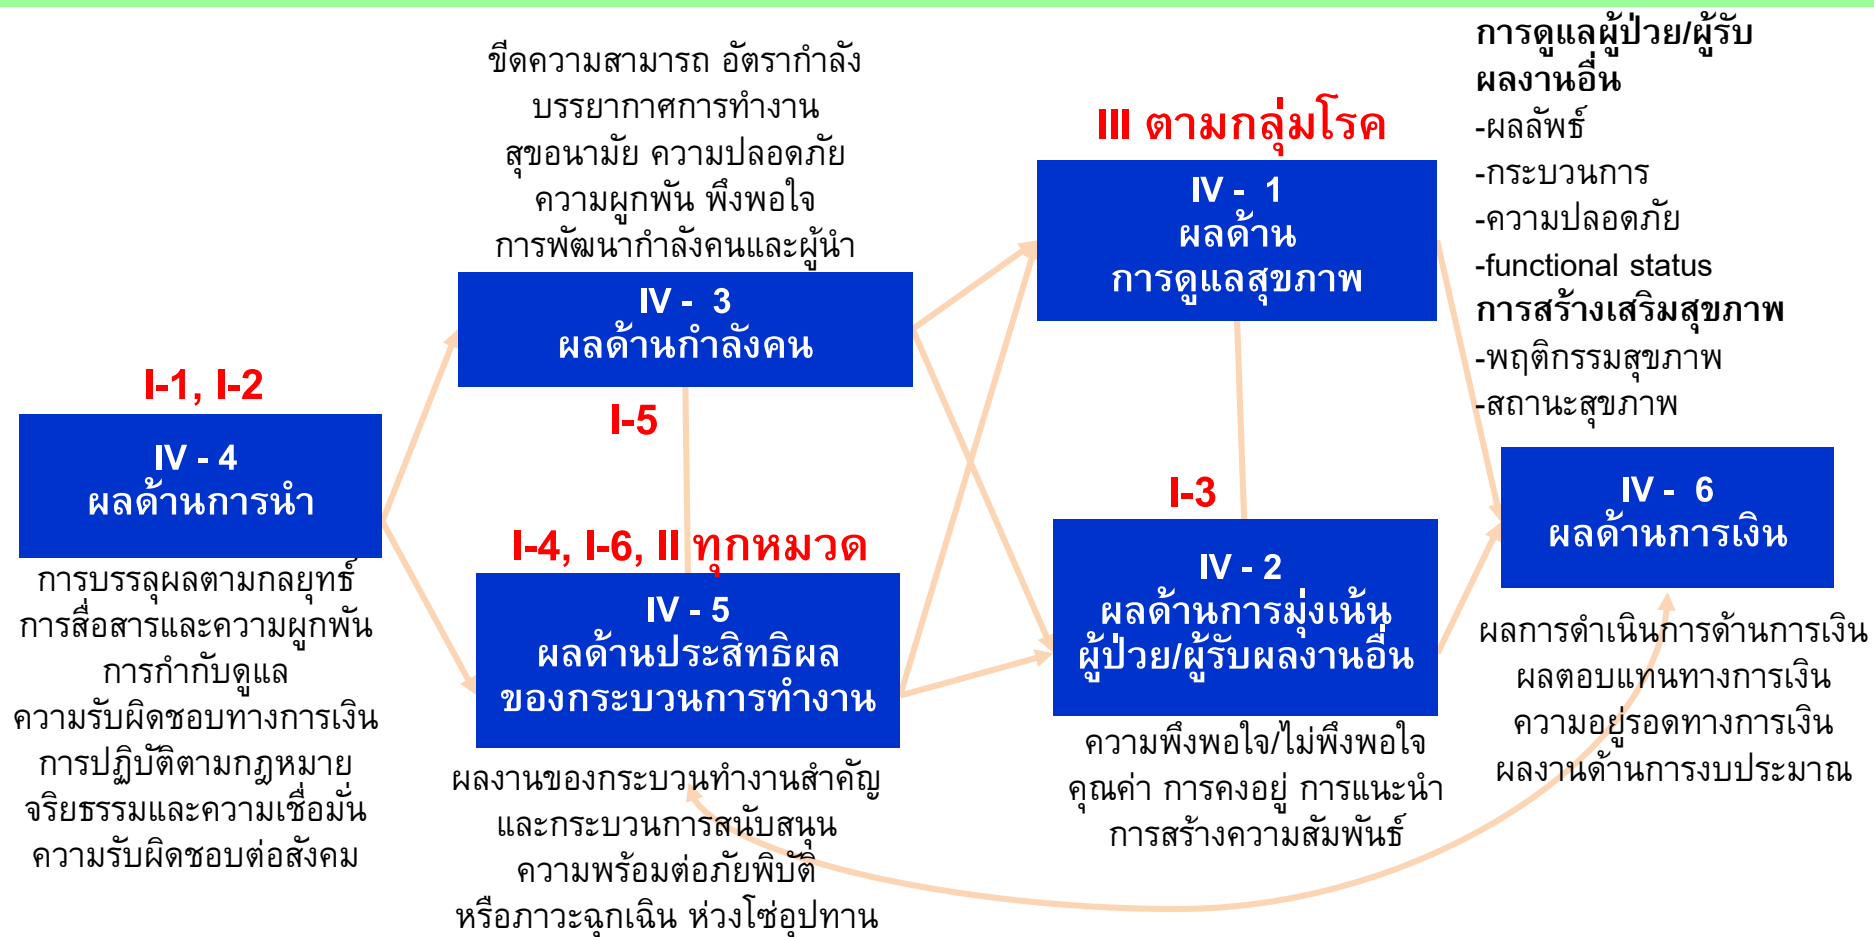 ขีดความสามารถ อัตรากำลัง
บรรยากาศการทำงาน
สุขอนามัย ความปลอดภัย
ความผูกพัน พึงพอใจ
การพัฒนากำลังคนและผู้นำ
IV - 3
ผลด้านกำลังคน
I-5
I-1, I-2
IV - 4
ผลด้านการนำ
การบรรลุผลตามกลยุทธ์
การสื่อสารและความผูกพัน
การกำกับดูแล
ความรับผิดชอบทางการเงิน
การปฏิบัติตามกฎหมาย
จริยธรรมและความเชื่อมั่น
ความรับผิดชอบต่อสังคม
I-4, I-6, II ทุกหมวด
IV - 5
ผลด้านประสิทธิผล
ของกระบวนการทำงาน
ผลงานของกระบวนทำงานสำคัญ
และกระบวนการสนับสนุน
ความพร้อมต่อภัยพิบัติ
หรือภาวะฉุกเฉิน ห่วงโซ่อุปทาน
III ตามกลุ่มโรค
IV - 1
ผลด้าน
การดูแลสุขภาพ
I-3
IV - 2
ผลด้านการมุ่งเน้น
ผู้ป่วย/ผู้รับผลงานอื่น
ความพึงพอใจ/ไม่พึงพอใจ
คุณค่า การคงอยู่ การแนะนำ
การสร้างความสัมพันธ์
การดูแลผู้ป่วย/ผู้รับ
ผลงานอื่น
-ผลลัพธ์
-กระบวนการ
-ความปลอดภัย
-functional status
การสร้างเสริมสุขภาพ
-พฤติกรรมสุขภาพ
-สถานะสุขภาพ
IV - 6
ผลด้านการเงิน
ผลการดำเนินการด้านการเงิน
ผลตอบแทนทางการเงิน
ความอยู่รอดทางการเงิน
ผลงานด้านการงบประมาณ